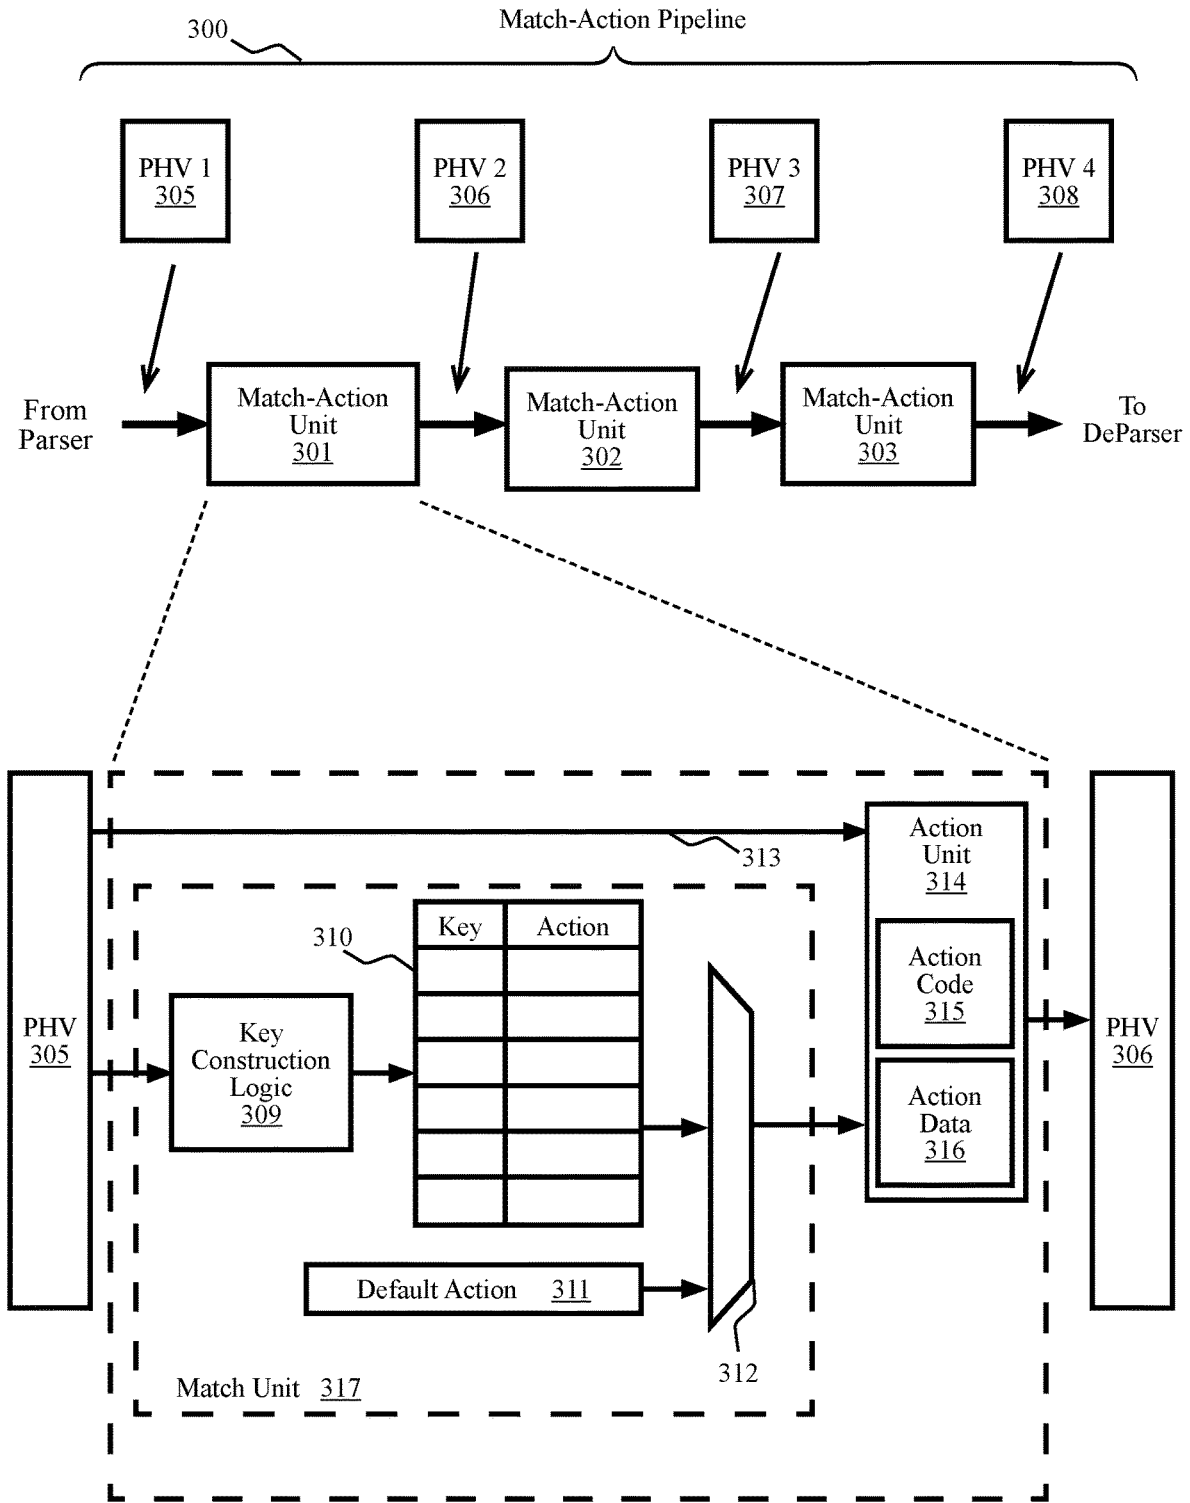 Match-Action Pipeline
300
PHV 1
305
PHV 2
306
PHV 3
307
PHV 4
308
From
Parser
Match-Action
Unit
301
Match-Action
Unit
302
Match-Action
Unit
303
To
DeParser
PHV
305
313
Action
Unit
314
Key
Action
310
Action
Code
315
Key
Construction
Logic
309
PHV
306
Action
Data
316
Default Action 311
312
Match Unit 317